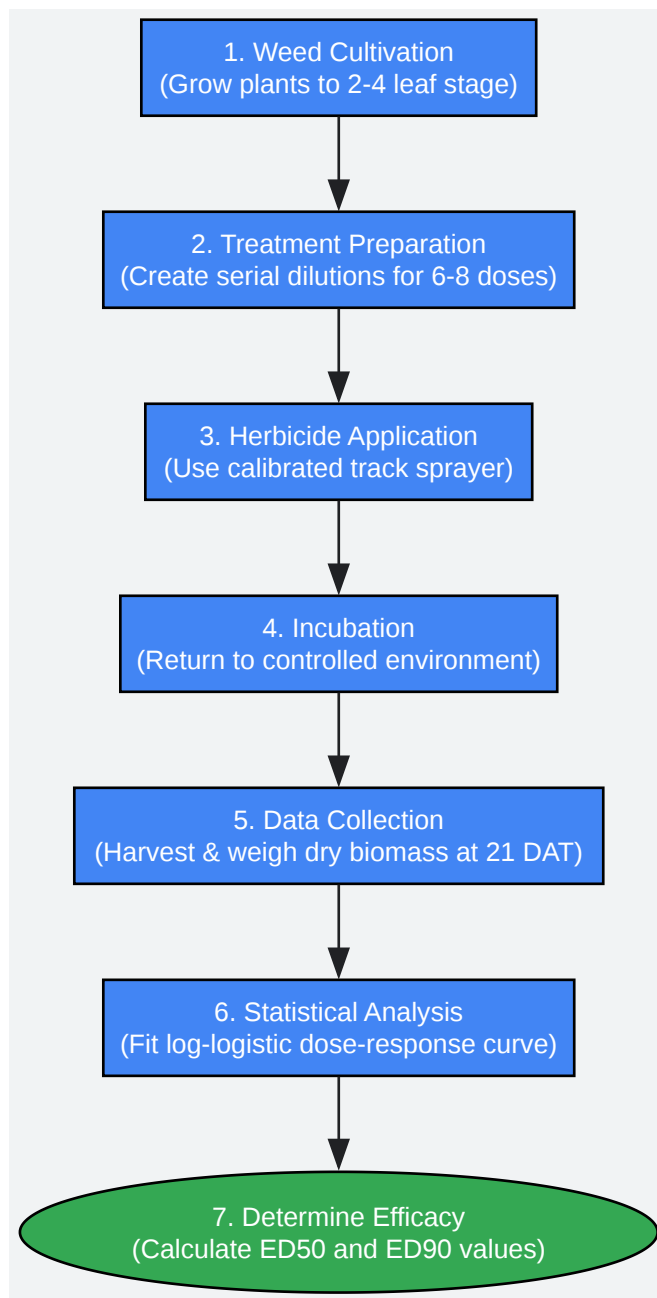 1. Weed Cultivation
(Grow plants to 2-4 leaf stage)
2. Treatment Preparation
(Create serial dilutions for 6-8 doses)
3. Herbicide Application
(Use calibrated track sprayer)
4. Incubation
(Return to controlled environment)
5. Data Collection
(Harvest & weigh dry biomass at 21 DAT)
6. Statistical Analysis
(Fit log-logistic dose-response curve)
7. Determine Efficacy
(Calculate ED50 and ED90 values)